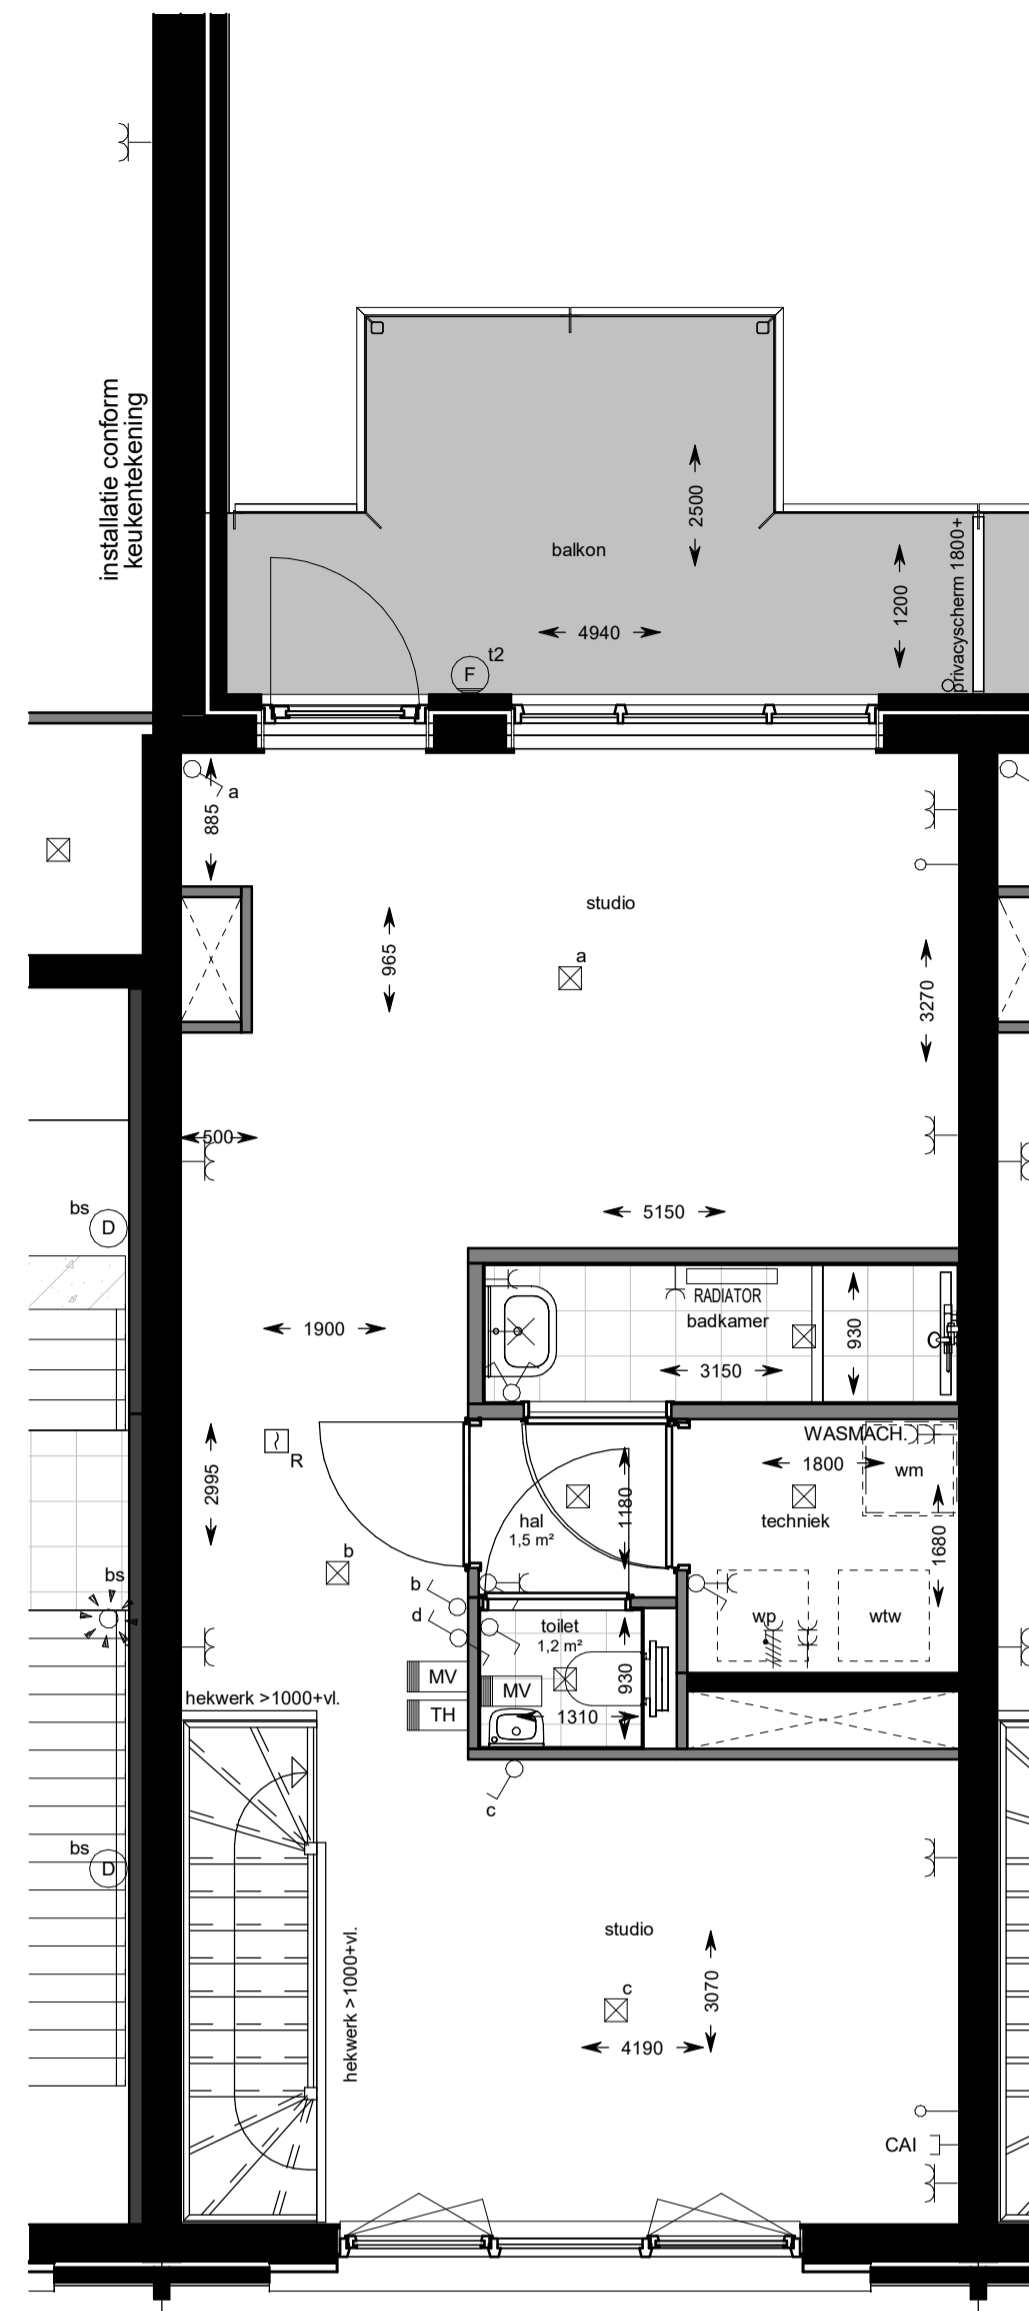 installatie conform
keukentekening
2500
balkon
privacyscherm 1800+
1200
4940
t2
F
a
885
studio
965
a
3270
500
bs
D
5150
RADIATOR
badkamer
930
1900
3150
WASMACH.
1800
wm
R
2995
hal
1,5 m²
1180
techniek
1680
b
bs
b
d
toilet
1,2 m²
wp
wtw
930
MV
MV
TH
1310
hekwerk >1000+vl.
c
bs
D
studio
hekwerk >1000+vl.
c
3070
4190
CAI